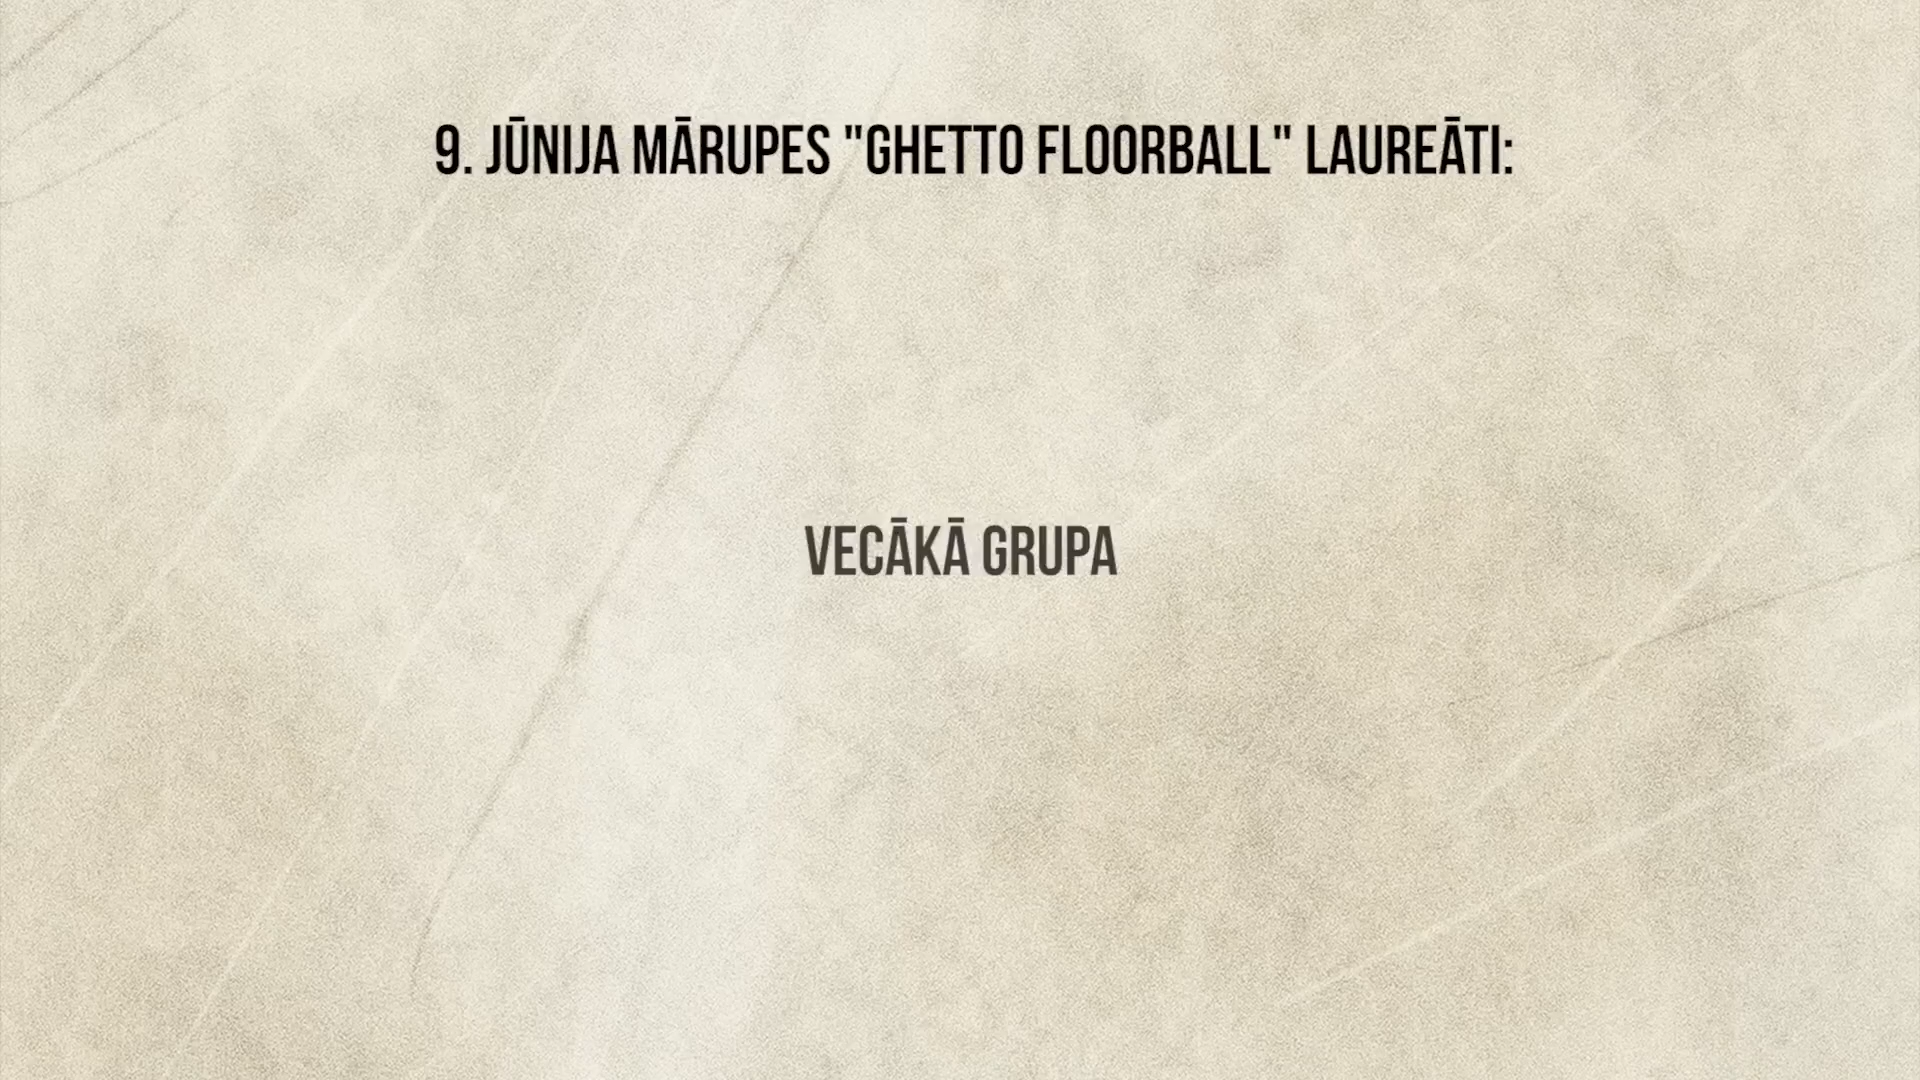 9. JŪNIJA MĀRUPES "GHETTO FLOORBALL" LAUREĀTI:
VECĀKĀ GRUPA